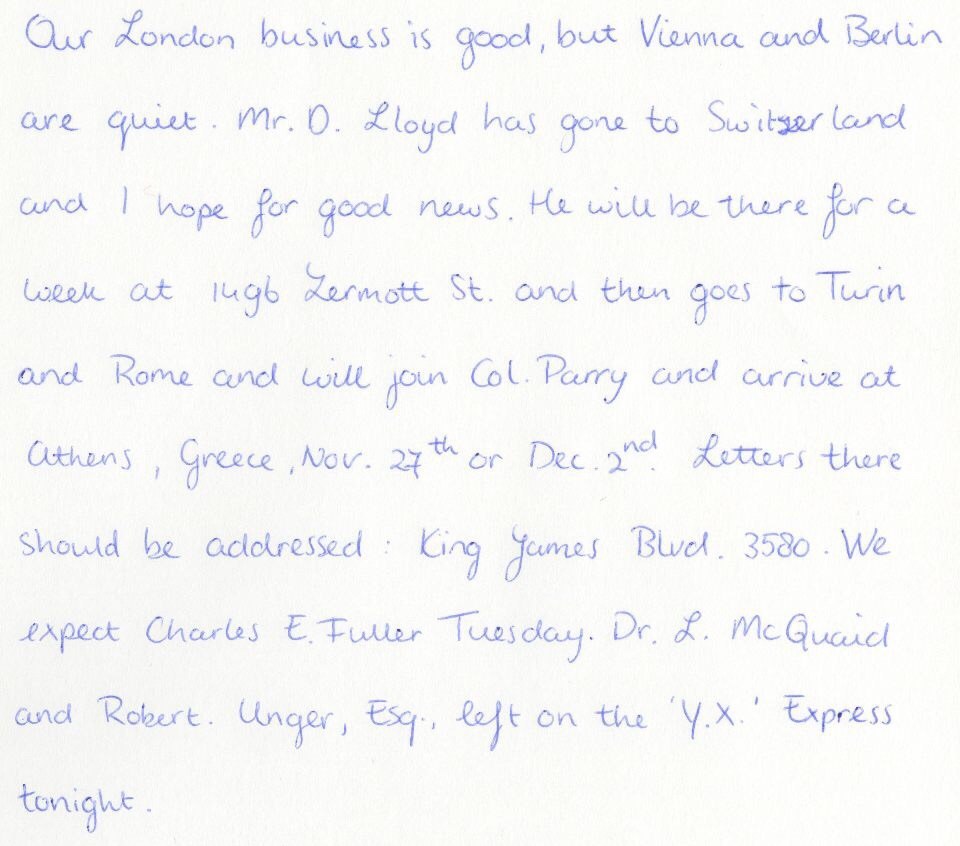 Our London business is good, but Vienna and Berlin
are quiet. Mr. D. Lloyd has gone to Switzerland
and I hope for good news. He will be there for a
week at 1496 Zermott St. and then goes to Turin
and Rome and will join Col. Parry and arrive at
Athens, Greece, Nov. 27th or Dec. 2nd. Letters there
should be addressed: King James Blvd. 3580. We
expect Charles E. Fuller Tuesday. Dr. L. McQuaid
and Robert. Unger, Esq., left on the 'Y.X.' Express
tonight.